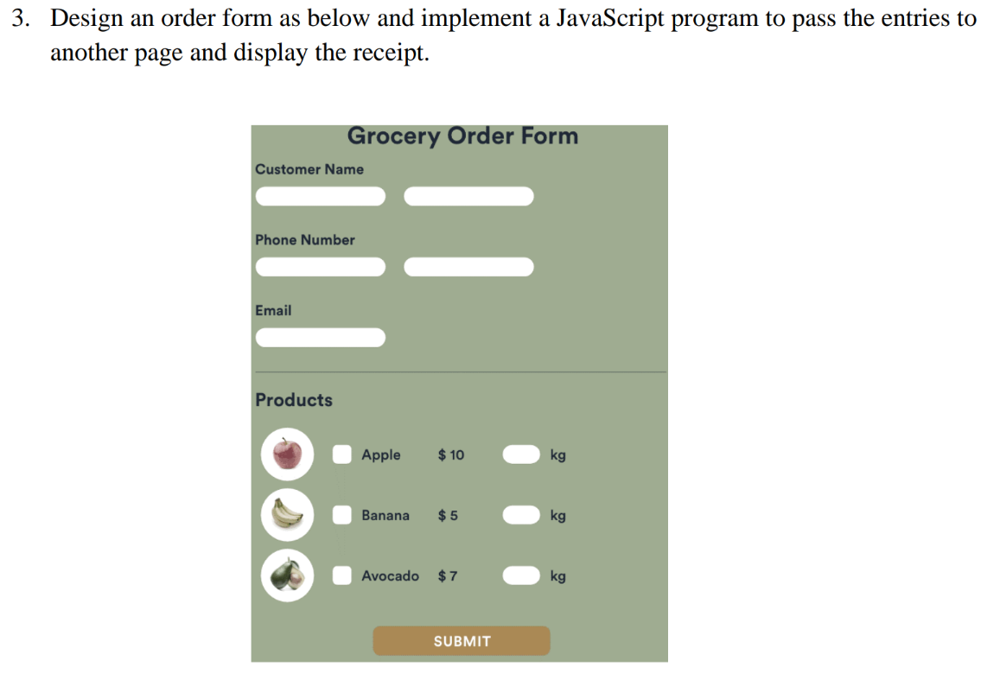 3. Design an order form as below and implement a JavaScript program to pass the entries to
another page and display the receipt.
Grocery Order Form
Customer Name
Phone Number
Email
Products
Apple $ 10 kg
Banana $ 5 kg
Avocado $ 7 kg
SUBMIT